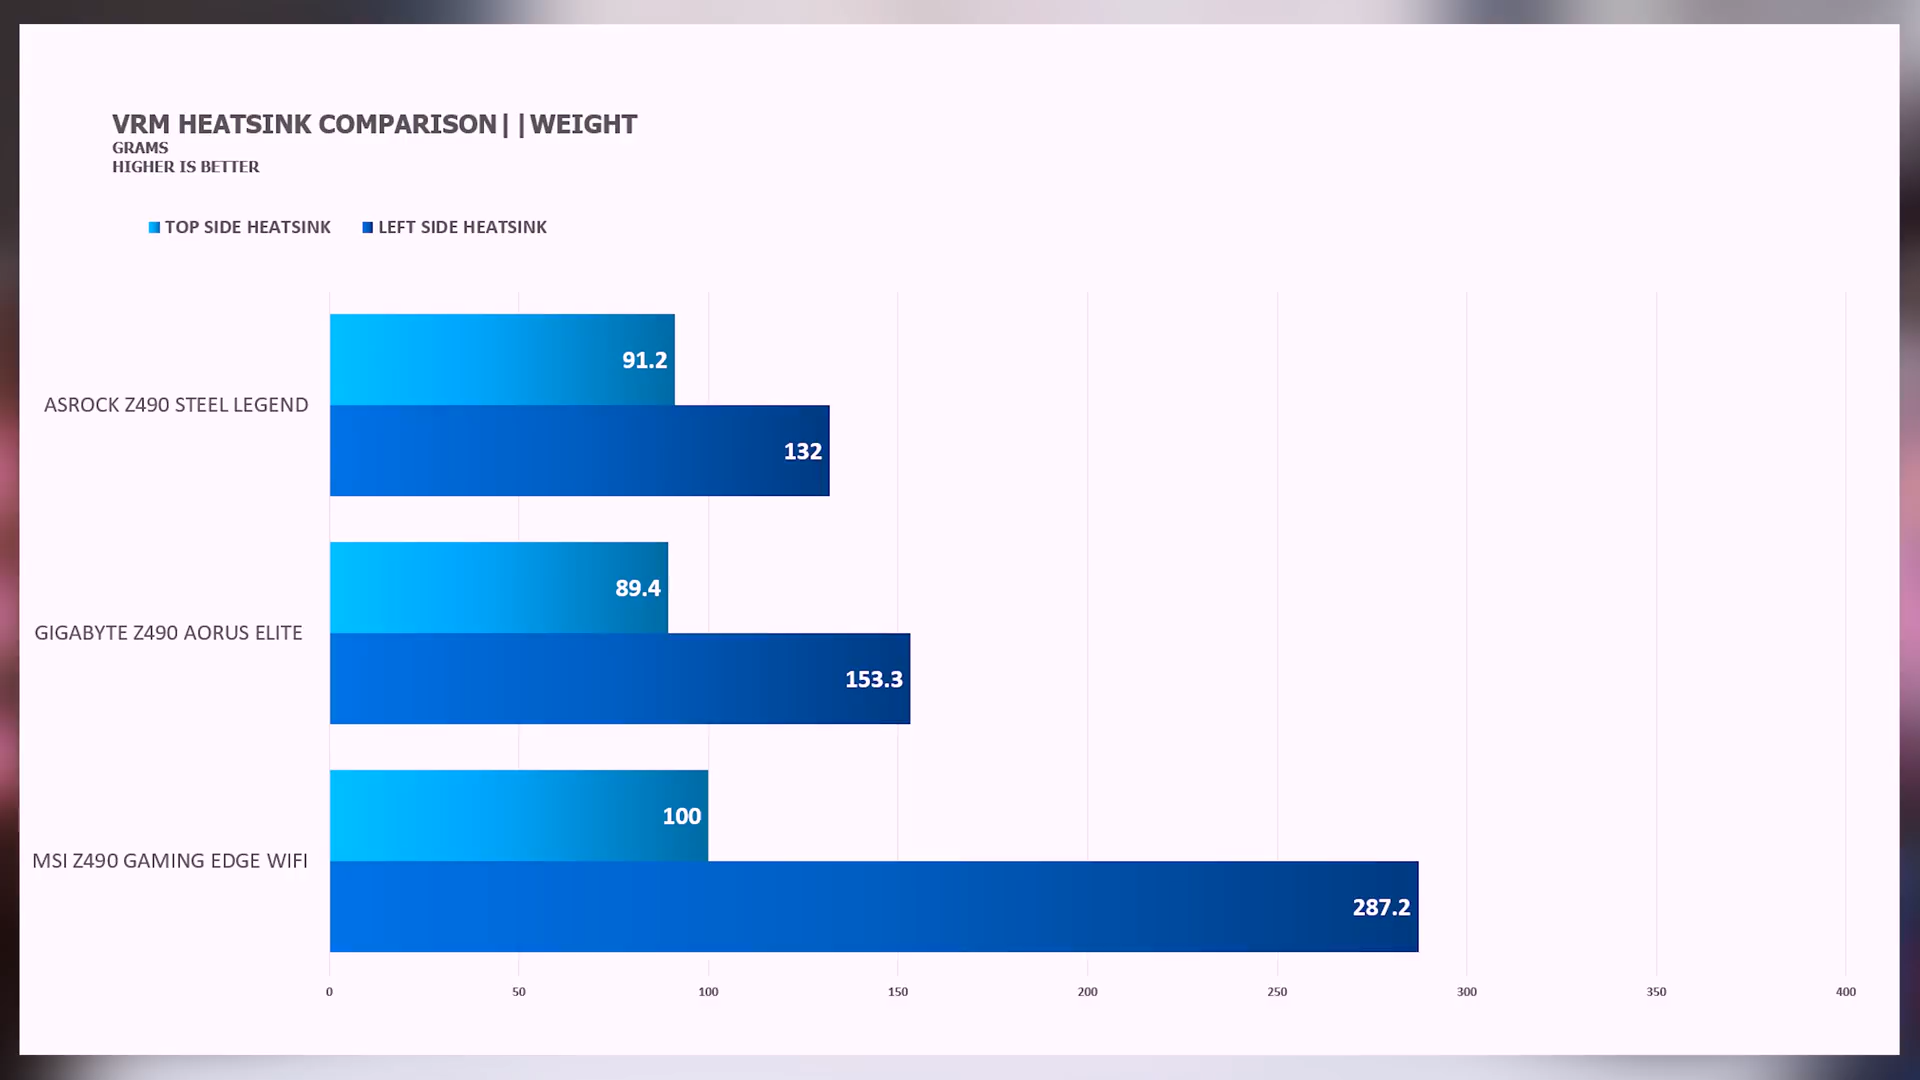 VRM HEATSINK COMPARISON||WEIGHT
GRAMS
HIGHER IS BETTER
TOP SIDE HEATSINK LEFT SIDE HEATSINK
91.2
ASROCK Z490 STEEL LEGEND
132
89.4
GIGABYTE Z490 AORUS ELITE
153.3
100
MSI Z490 GAMING EDGE WIFI
287.2
0 50 100 150 200 250 300 350 400